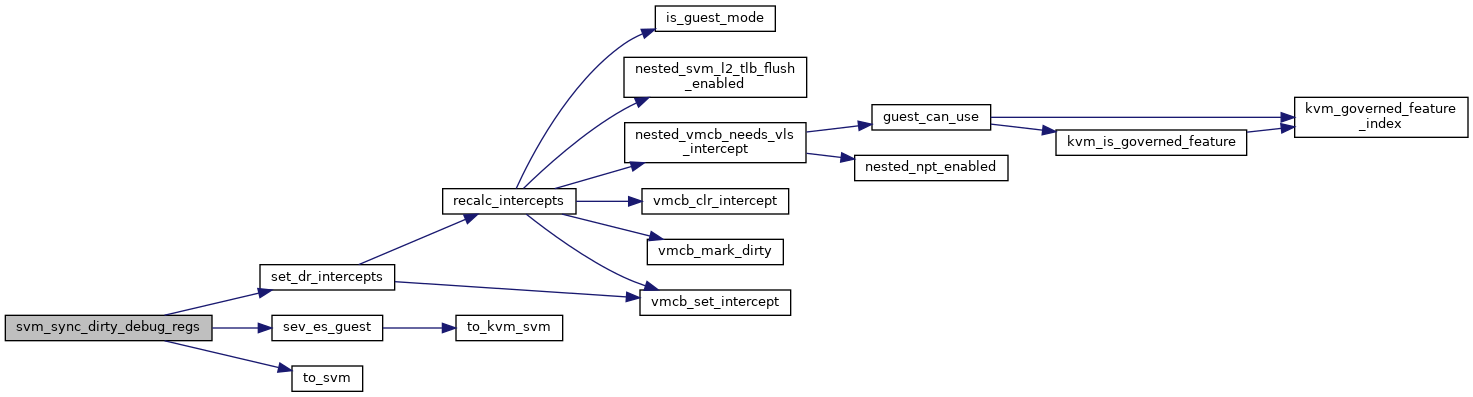 is_guest_mode
nested_svm_l2_tlb_flush
_enabled
nested_vmcb_needs_vls
_intercept
guest_can_use
kvm_governed_feature
_index
kvm_is_governed_feature
nested_npt_enabled
recalc_intercepts
vmcb_clr_intercept
vmcb_mark_dirty
set_dr_intercepts
vmcb_set_intercept
svm_sync_dirty_debug_regs
sev_es_guest
to_kvm_svm
to_svm